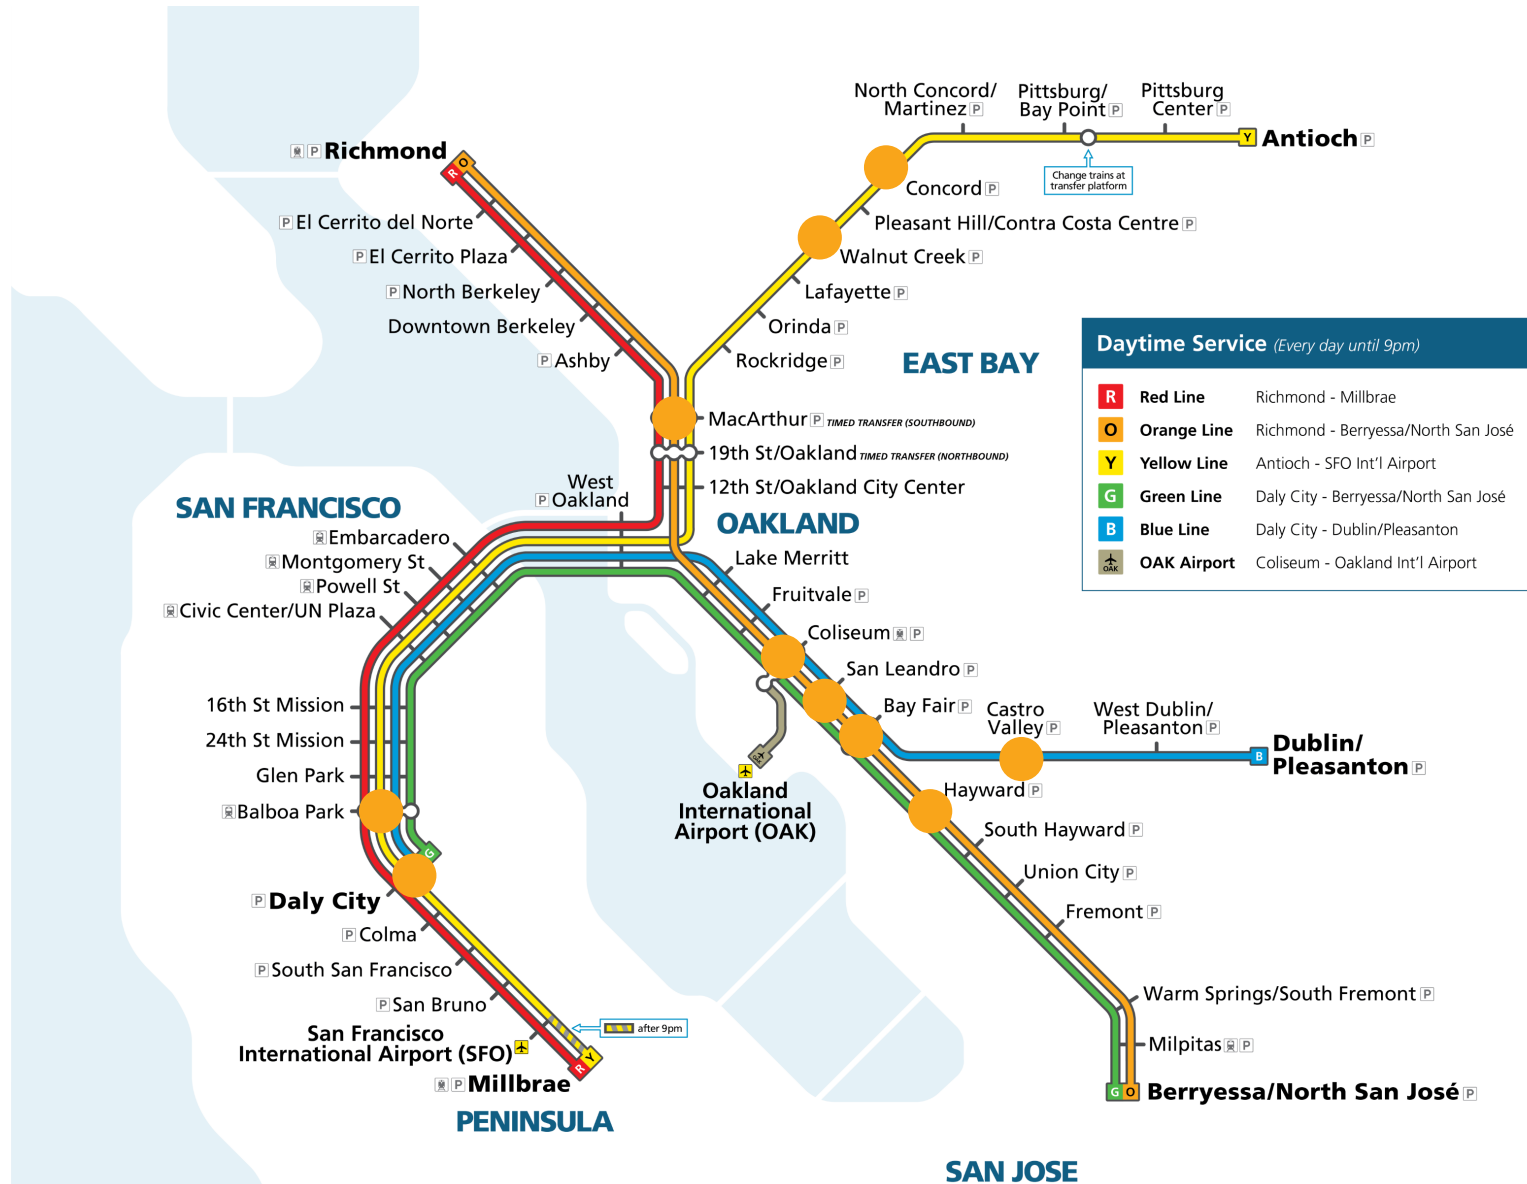 North Concord/
Martinez P
Pittsburg/
Bay Point P
Pittsburg
Center P
Y Antioch P
Change trains at
transfer platform
P Richmond
O
R
Concord P
P El Cerrito del Norte
Pleasant Hill/Contra Costa Centre P
P El Cerrito Plaza
Walnut Creek P
P North Berkeley
Lafayette P
Downtown Berkeley
Orinda P
P Ashby
Rockridge P
EAST BAY
MacArthur P TIMED TRANSFER (SOUTHBOUND)
19th St/Oakland TIMED TRANSFER (NORTHBOUND)
12th St/Oakland City Center
West
P Oakland
SAN FRANCISCO
OAKLAND
Daytime Service (Every day until 9pm)
R Red Line Richmond - Millbrae
O Orange Line Richmond - Berryessa/North San José
Y Yellow Line Antioch - SFO Int'l Airport
G Green Line Daly City - Berryessa/North San José
B Blue Line Daly City - Dublin/Pleasanton
OAK OAK Airport Coliseum - Oakland Int'l Airport
Embarcadero
Montgomery St
Powell St
Civic Center/UN Plaza
Lake Merritt
Fruitvale P
Coliseum P
San Leandro P
Bay Fair P
Castro
Valley P
West Dublin/
Pleasanton P
B Dublin/
Pleasanton P
16th St Mission
24th St Mission
Glen Park
Balboa Park
G
Oakland
International
Airport (OAK)
Hayward P
South Hayward P
Union City P
Fremont P
P Daly City
P Colma
P South San Francisco
P San Bruno
San Francisco
International Airport (SFO)
after 9pm
Y
R
P Millbrae
PENINSULA
Warm Springs/South Fremont P
Milpitas P
G O Berryessa/North San José P
SAN JOSE